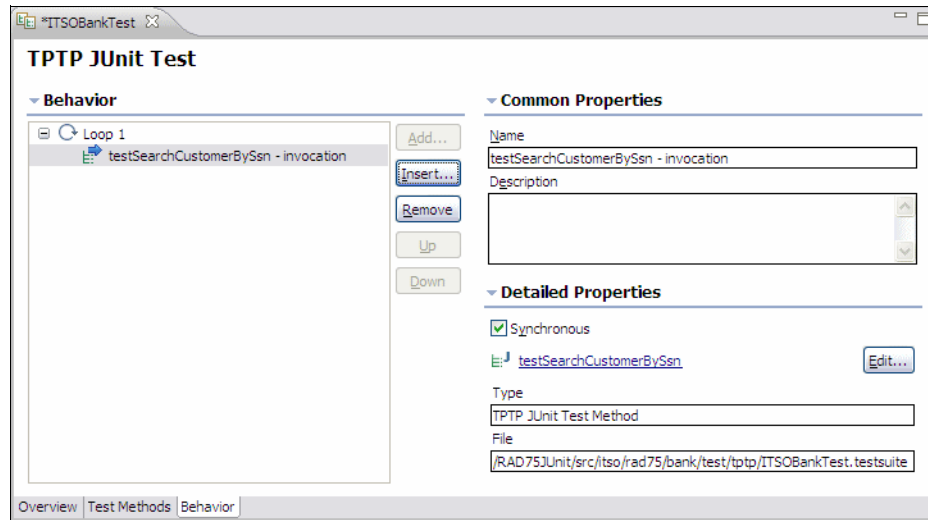 *ITSOBankTest
TPTP JUnit Test
Behavior
Loop 1
testSearchCustomerBySsn - invocation
Add...
Insert...
Remove
Up
Down
Common Properties
Name
testSearchCustomerBySsn - invocation
Description
Detailed Properties
Synchronous
testSearchCustomerBySsn
Edit...
Type
TPTP JUnit Test Method
File
/RAD75JUnit/src/itso/rad75/bank/test/tptp/ITSOBankTest.testsuite
Overview Test Methods Behavior